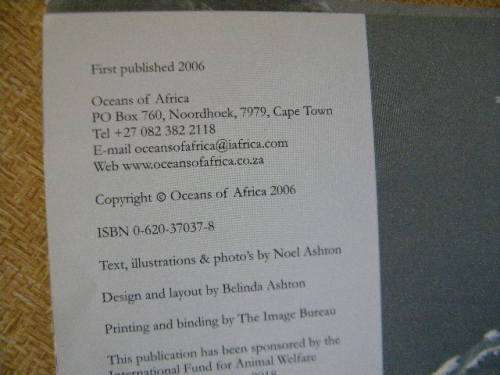 First published 2006
Oceans of Africa
PO Box 760, Noordhoek, 7979, Cape Town
Tel +27 082 382 2118
E-mail oceansofafrica@iafrica.com
Web www.oceansofafrica.co.za
Copyright © Oceans of Africa 2006
ISBN 0-620-37037-8
Text, illustrations & photo's by Noel Ashton
Design and layout by Belinda Ashton
Printing and binding by The Image Bureau
This publication has been sponsored by the
International Fund for Animal Welfare